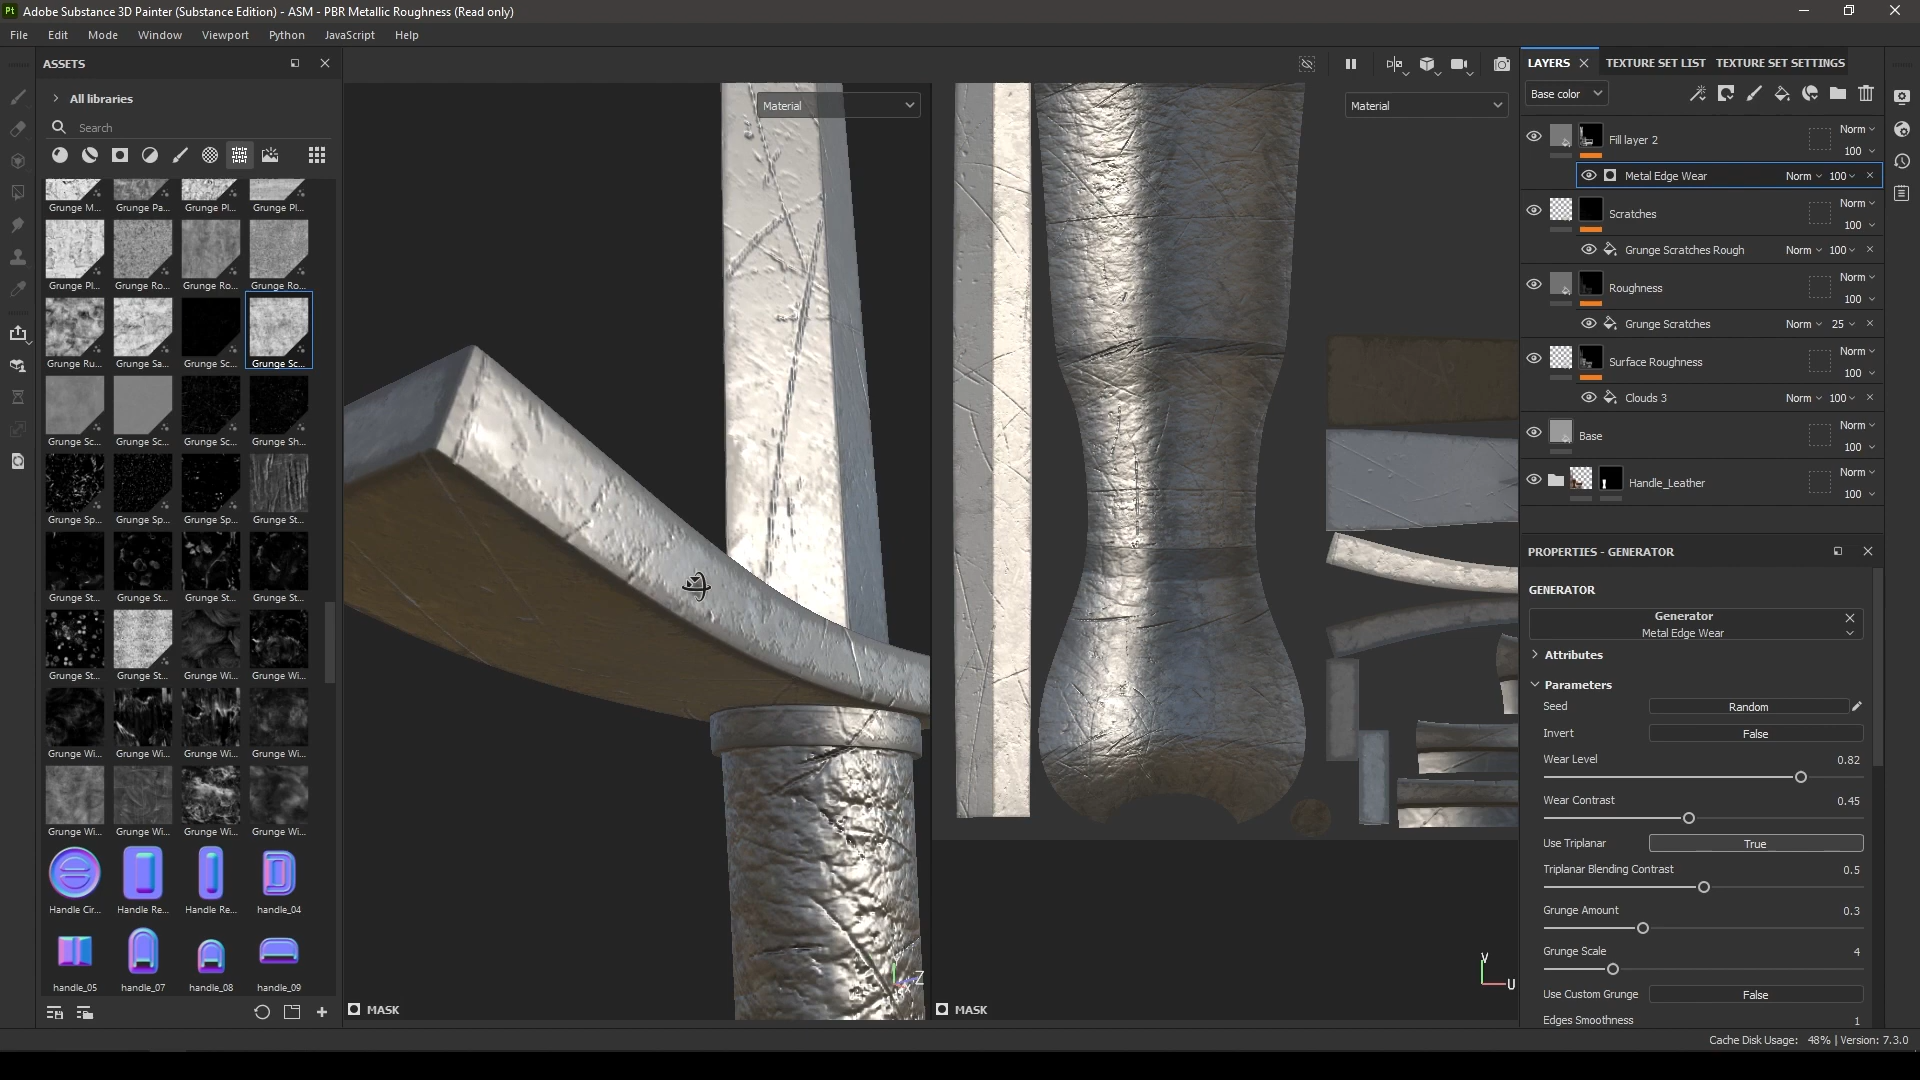 Pt Adobe Substance 3D Painter (Substance Edition) - ASM - PBR Metallic Roughness (Read only)
File Edit Mode Window Viewport Python JavaScript Help
ASSETS
All libraries
Search
Grunge M... Grunge Pa... Grunge Pl... Grunge Pl...
Grunge Pl... Grunge Ro... Grunge Ro... Grunge Ro...
Grunge Ru... Grunge Sa... Grunge Sc... Grunge Sc...
Grunge Sc... Grunge Sc... Grunge Sc... Grunge Sh...
Grunge Sp... Grunge Sp... Grunge Sp... Grunge St...
Grunge St... Grunge St... Grunge St... Grunge St...
Grunge St... Grunge St... Grunge Wi... Grunge Wi...
Grunge Wi... Grunge Wi... Grunge Wi... Grunge Wi...
Grunge Wi... Grunge Wi... Grunge Wi... Grunge Wi...
Handle Cir... Handle Re... Handle Re... handle_04
handle_05 handle_07 handle_08 handle_09
Material
MASK
Z
Material
MASK
V
U
LAYERS TEXTURE SET LIST TEXTURE SET SETTINGS
Base color
Fill layer 2 Norm 100
Metal Edge Wear Norm 100
Scratches Norm 100
Grunge Scratches Rough Norm 100
Roughness Norm 100
Grunge Scratches Norm 25
Surface Roughness Norm 100
Clouds 3 Norm 100
Base Norm 100
Handle_Leather Norm 100
PROPERTIES - GENERATOR
GENERATOR
Generator
Metal Edge Wear
Attributes
Parameters
Seed Random
Invert False
Wear Level 0.82
Wear Contrast 0.45
Use Triplanar True
Triplanar Blending Contrast 0.5
Grunge Amount 0.3
Grunge Scale 4
Use Custom Grunge False
Edges Smoothness 1
Cache Disk Usage: 48% | Version: 7.3.0